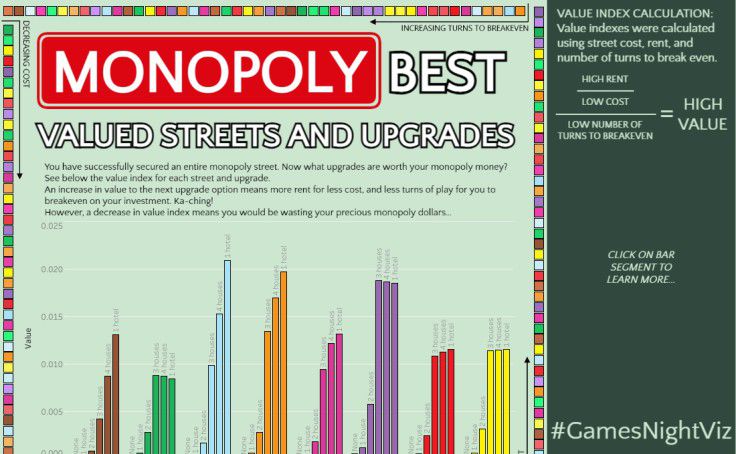 INCREASING TURNS TO BREAKEVEN
DECREASING COST
MONOPOLY BEST
VALUED STREETS AND UPGRADES
You have successfully secured an entire monopoly street. Now what upgrades are worth your monopoly money?
See below the value index for each street and upgrade.
An increase in value to the next upgrade option means more rent for less cost, and less turns of play for you to
breakeven on your investment. Ka-ching!
However, a decrease in value index means you would be wasting your precious monopoly dollars...
0.025
0.020
0.015
0.010
0.005
0.000
Value
None
1 house
2 houses
3 houses
4 houses
1 hotel
None
1 house
2 houses
3 houses
4 houses
1 hotel
None
1 house
2 houses
3 houses
4 houses
1 hotel
None
1 house
2 houses
3 houses
4 houses
1 hotel
None
1 house
2 houses
3 houses
4 houses
1 hotel
None
1 house
2 houses
3 houses
4 houses
1 hotel
None
1 house
2 houses
3 houses
4 houses
1 hotel
None
1 house
2 houses
3 houses
4 houses
1 hotel
VALUE INDEX CALCULATION:
Value indexes were calculated
using street cost, rent, and
number of turns to break even.
HIGH RENT
LOW COST
LOW NUMBER OF
TURNS TO BREAKEVEN
=
HIGH
VALUE
CLICK ON BAR
SEGMENT TO
LEARN MORE...
#GamesNightViz